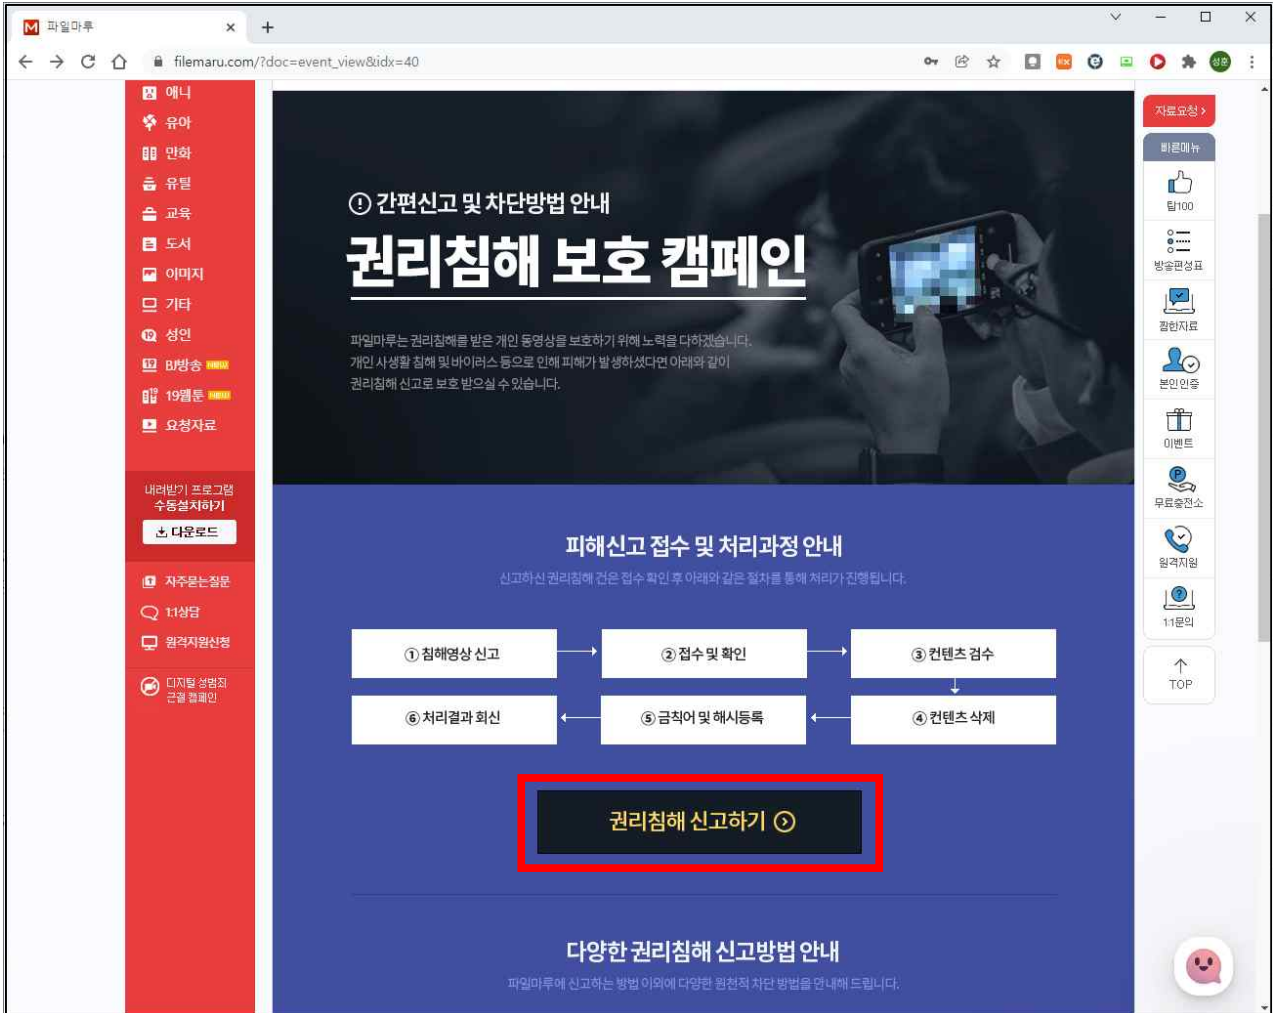 파일마루
filemaru.com/?doc=event_view&idx=40
성훈
애니
유아
만화
유틸
교육
도서
이미지
기타
성인
BJ방송 NEW
19웹툰 NEW
요청자료
내려받기 프로그램
수동설치하기
다운로드
자주묻는질문
1:1상담
원격지원신청
디지털 성범죄
근절 캠페인
간편신고 및 차단방법 안내
권리침해 보호 캠페인
파일마루는 권리침해를 받은 개인 동영상을 보호하기 위해 노력을 다하겠습니다.
개인 사생활 침해 및 바이러스 등으로 인해 피해가 발생하셨다면 아래와 같이
권리침해 신고로 보호 받으실 수 있습니다.
피해신고 접수 및 처리과정 안내
신고하신 권리침해 건은 접수 확인 후 아래와 같은 절차를 통해 처리가 진행됩니다.
① 침해영상 신고
② 접수 및 확인
③ 컨텐츠 검수
⑥ 처리결과 회신
⑤ 금칙어 및 해시등록
④ 컨텐츠 삭제
권리침해 신고하기
다양한 권리침해 신고방법 안내
파일마루에 신고하는 방법 이외에 다양한 원천적 차단 방법을 안내해 드립니다.
자료요청 >
빠른메뉴
탑100
방송편성표
찜한자료
본인인증
이벤트
무료충전소
원격지원
1:1문의
TOP